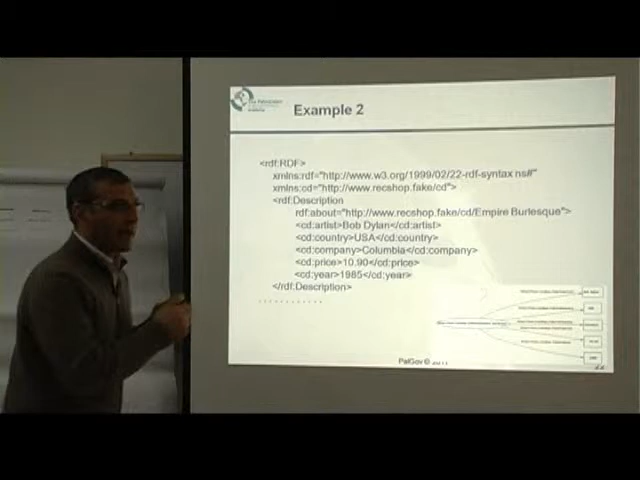 Example 2
<rdf:RDF>
xmlns:rdf="http://www.w3.org/1999/02/22-rdf-syntax ns#"
xmlns:cd="http://www.recshop.fake/cd">
<rdf:Description
rdf:about="http://www.recshop.fake/cd/Empire Burlesque">
<cd:artist>Bob Dylan</cd:artist>
<cd:country>USA</cd:country>
<cd:company>Columbia</cd:company>
<cd:price>10.90</cd:price>
<cd:year>1985</cd:year>
</rdf:Description>
. . . . . . . . . . . .
PalGov © 2011